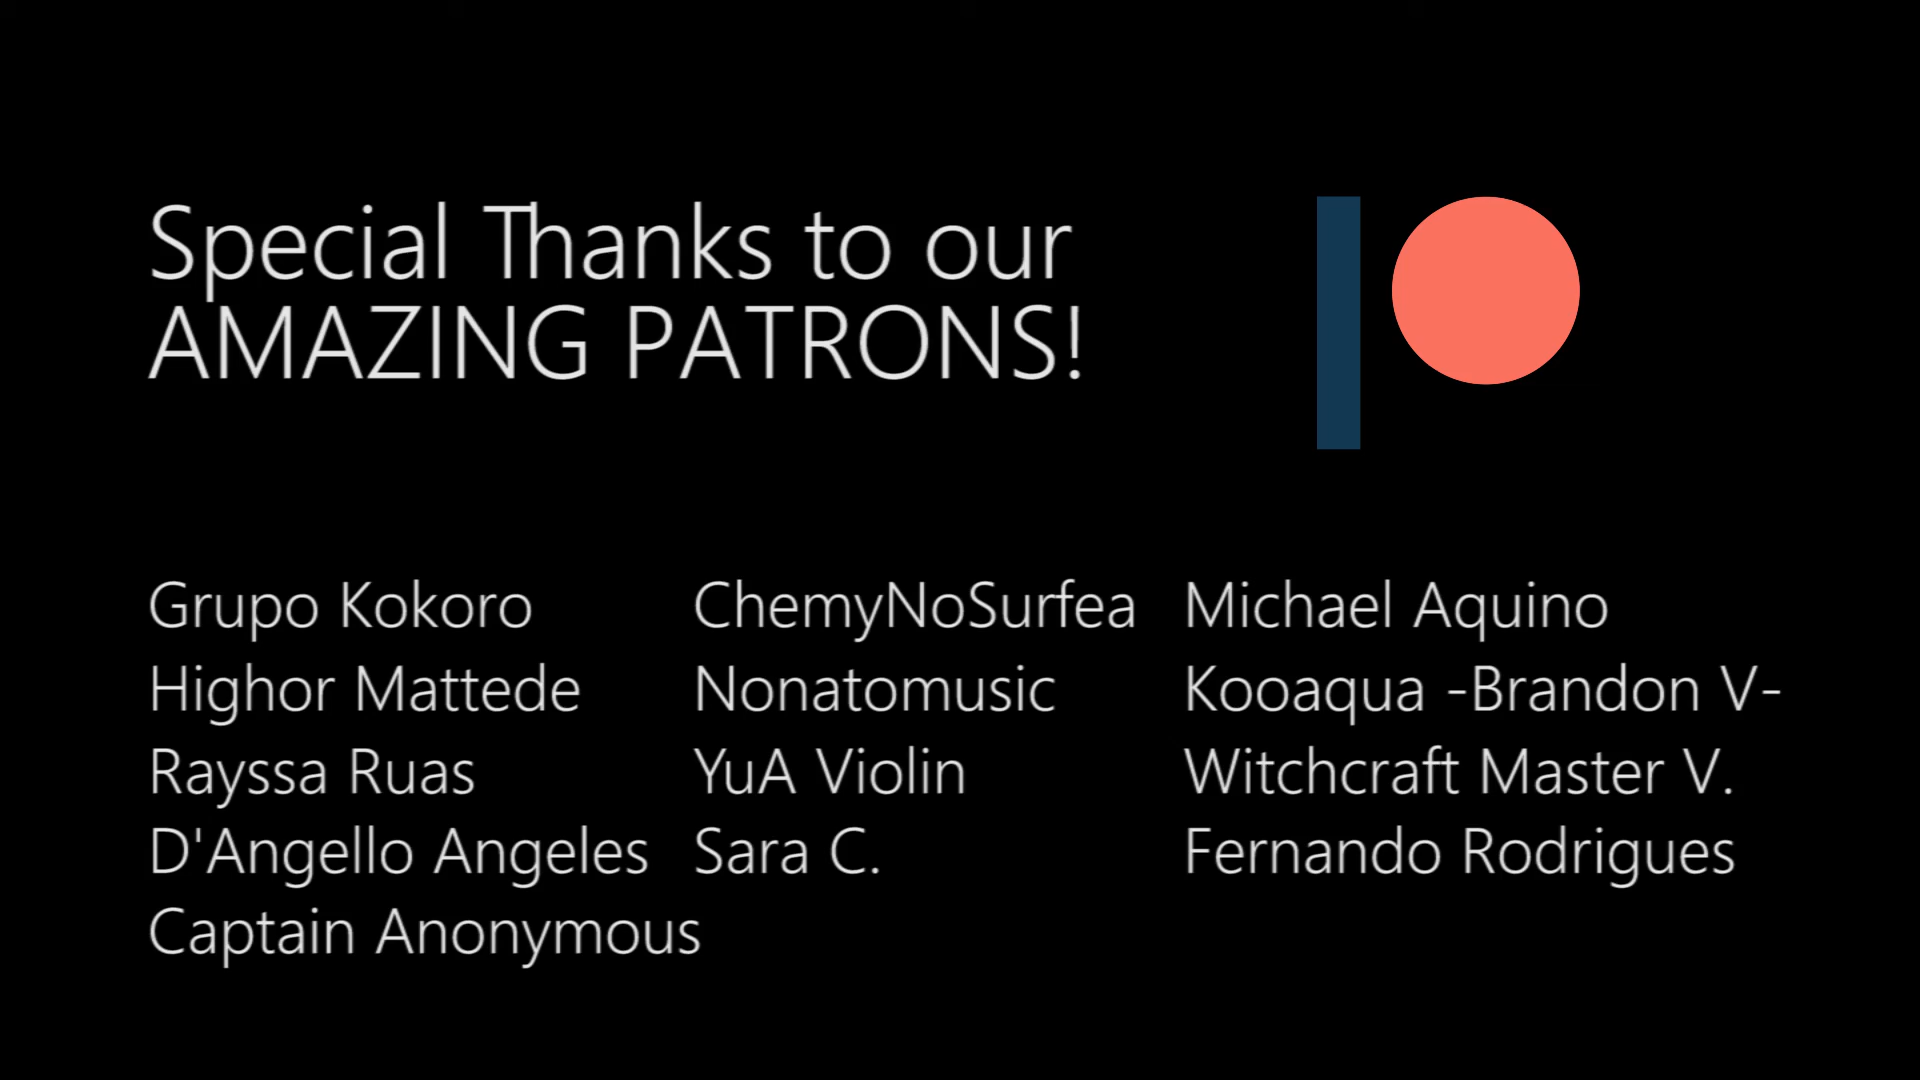 Special Thanks to our
AMAZING PATRONS!
Grupo Kokoro
Highor Mattede
Rayssa Ruas
D'Angello Angeles
Captain Anonymous
ChemyNoSurfea
Nonatomusic
YuA Violin
Sara C.
Michael Aquino
Kooaqua -Brandon V-
Witchcraft Master V.
Fernando Rodrigues